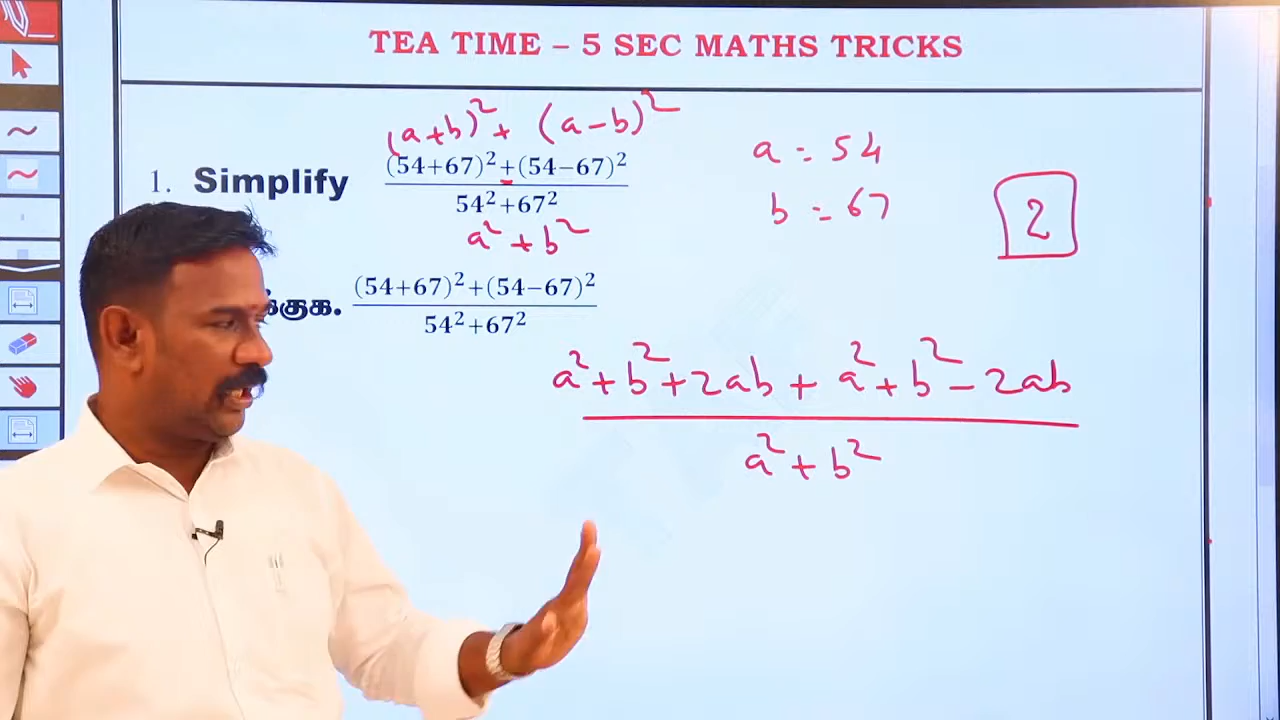 TEA TIME – 5 SEC MATHS TRICKS
(a+b)² + (a-b)²
1. Simplify (54+67)²+(54−67)² / 54²+67²
a² + b²
a = 54
b = 67
2
(54+67)²+(54−67)² / 54²+67²
a²+b²+2ab + a²+b²-2ab
a²+b²